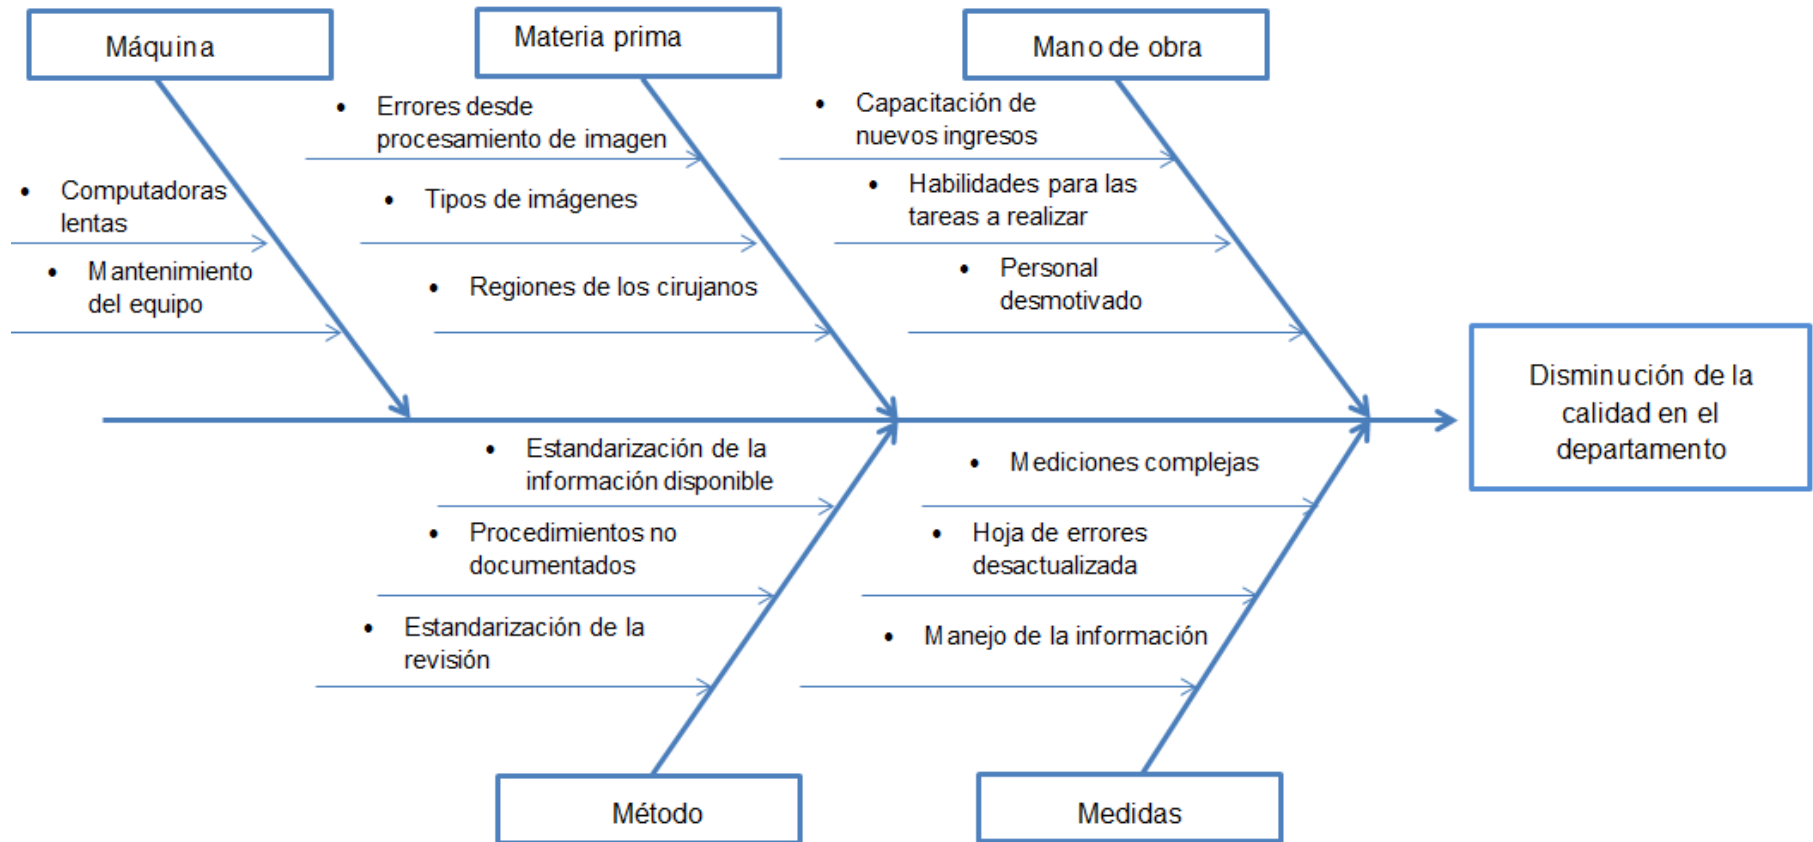 Máquina
Materia prima
Mano de obra
• Errores desde
procesamiento de imagen
• Capacitación de
nuevos ingresos
• Computadoras
lentas
• Tipos de imágenes
• Habilidades para las
tareas a realizar
• Mantenimiento
del equipo
• Regiones de los cirujanos
• Personal
desmotivado
Disminución de la
calidad en el
departamento
• Estandarización de la
información disponible
• Mediciones complejas
• Procedimientos no
documentados
• Hoja de errores
desactualizada
• Estandarización de la
revisión
• Manejo de la información
Método
Medidas